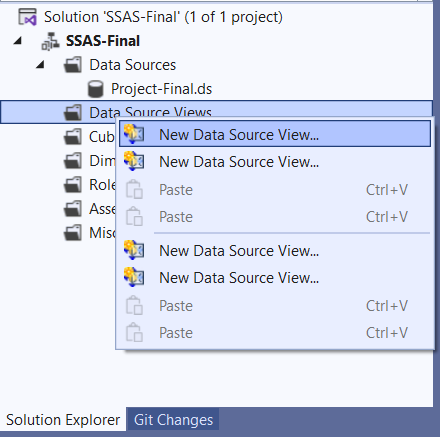 Solution 'SSAS-Final' (1 of 1 project)
SSAS-Final
Data Sources
Project-Final.ds
Data Source Views
New Data Source View...
Cub
New Data Source View...
Dim
Paste Ctrl+V
Role
Paste Ctrl+V
Asse
Misc
New Data Source View...
New Data Source View...
Paste Ctrl+V
Paste Ctrl+V
Solution Explorer Git Changes